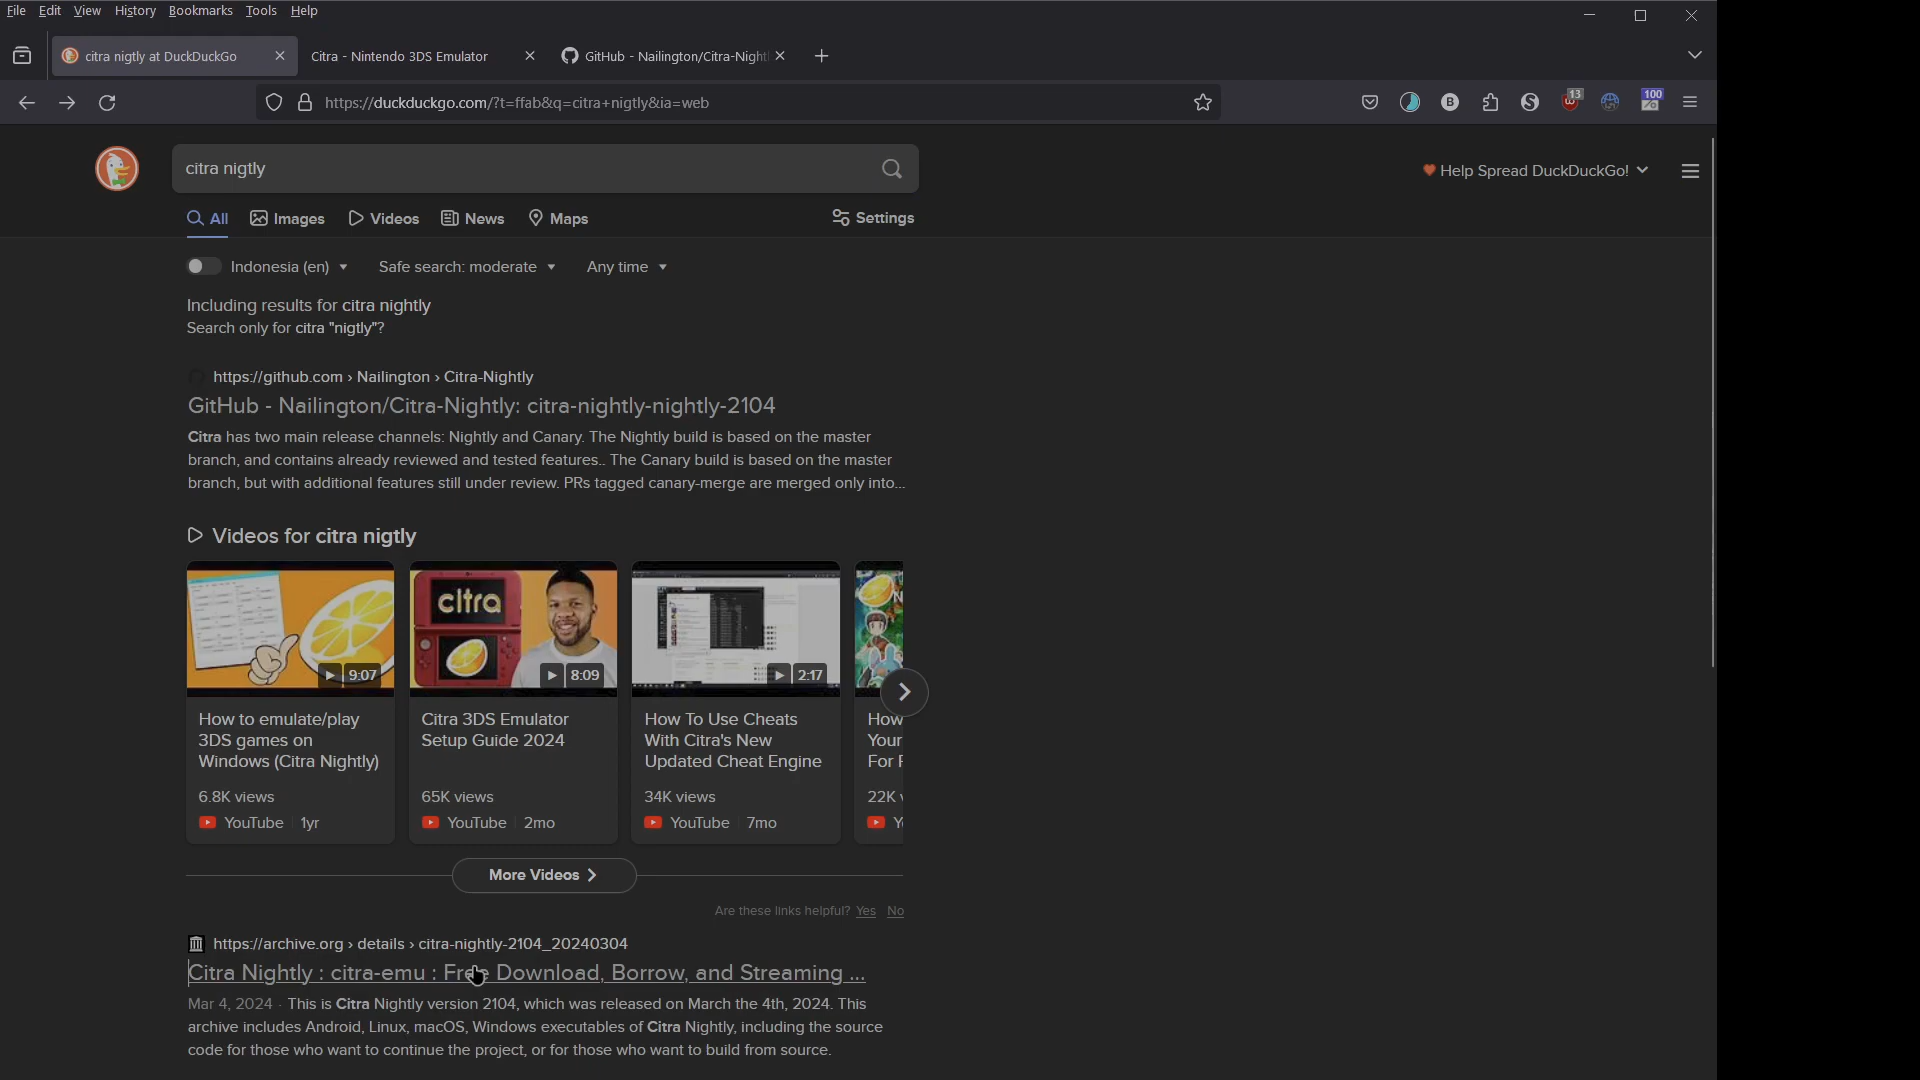 File Edit View History Bookmarks Tools Help
citra nigtly at DuckDuckGo
Citra - Nintendo 3DS Emulator
GitHub - Nailington/Citra-Night
https://duckduckgo.com/?t=ffab&q=citra+nigtly&ia=web
13
100
citra nigtly
Help Spread DuckDuckGo!
All Images Videos News Maps Settings
Indonesia (en) Safe search: moderate Any time
Including results for citra nightly
Search only for citra "nigtly"?
https://github.com › Nailington › Citra-Nightly
GitHub - Nailington/Citra-Nightly: citra-nightly-nightly-2104
Citra has two main release channels: Nightly and Canary. The Nightly build is based on the master
branch, and contains already reviewed and tested features.. The Canary build is based on the master
branch, but with additional features still under review. PRs tagged canary-merge are merged only into...
Videos for citra nigtly
citra
9:07
8:09
2:17
How to emulate/play
3DS games on
Windows (Citra Nightly)
6.8K views
YouTube 1yr
Citra 3DS Emulator
Setup Guide 2024
65K views
YouTube 2mo
How To Use Cheats
With Citra's New
Updated Cheat Engine
34K views
YouTube 7mo
How
Your
For
22K
More Videos
Are these links helpful? Yes No
https://archive.org › details › citra-nightly-2104_20240304
Citra Nightly : citra-emu : Free Download, Borrow, and Streaming ...
Mar 4, 2024 - This is Citra Nightly version 2104, which was released on March the 4th, 2024. This
archive includes Android, Linux, macOS, Windows executables of Citra Nightly, including the source
code for those who want to continue the project, or for those who want to build from source.